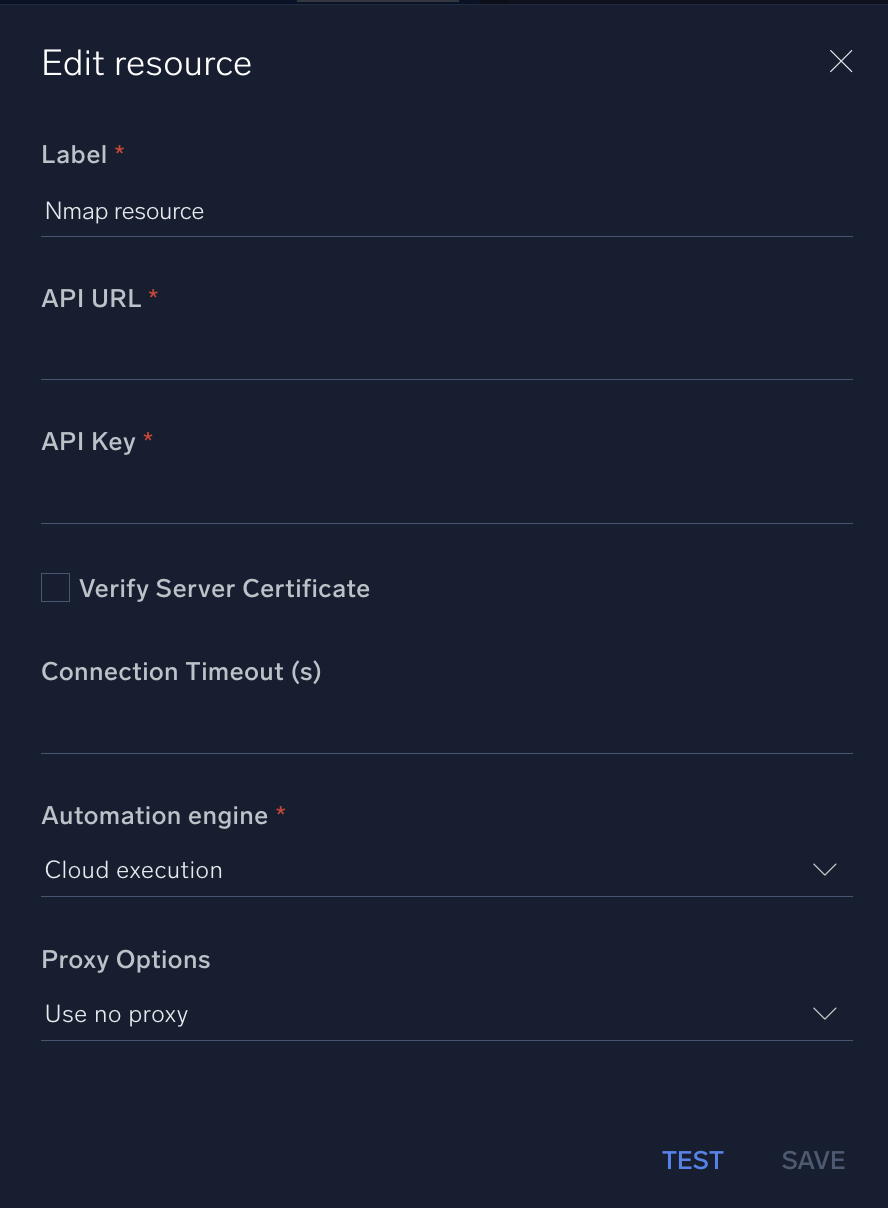 Edit resource
Label *
Nmap resource
API URL *
API Key *
Verify Server Certificate
Connection Timeout (s)
Automation engine *
Cloud execution
Proxy Options
Use no proxy
TEST SAVE